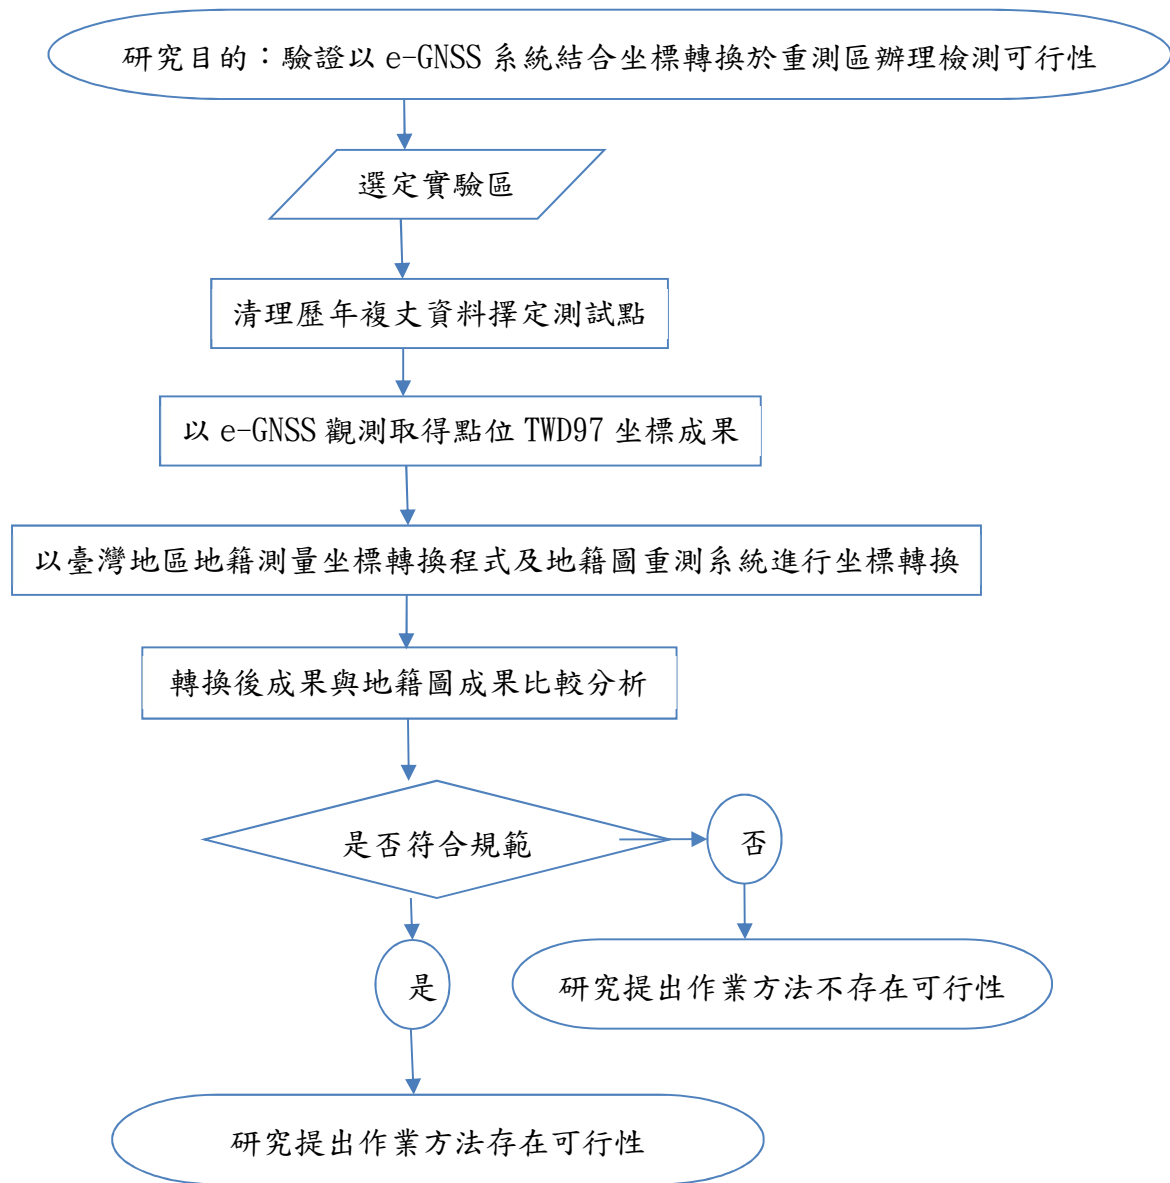 研究目的：驗證以 e-GNSS 系統結合坐標轉換於重測區辦理檢測可行性
選定實驗區
清理歷年複丈資料擇定測試點
以 e-GNSS 觀測取得點位 TWD97 坐標成果
以臺灣地區地籍測量坐標轉換程式及地籍圖重測系統進行坐標轉換
轉換後成果與地籍圖成果比較分析
是否符合規範
否
是
研究提出作業方法不存在可行性
研究提出作業方法存在可行性